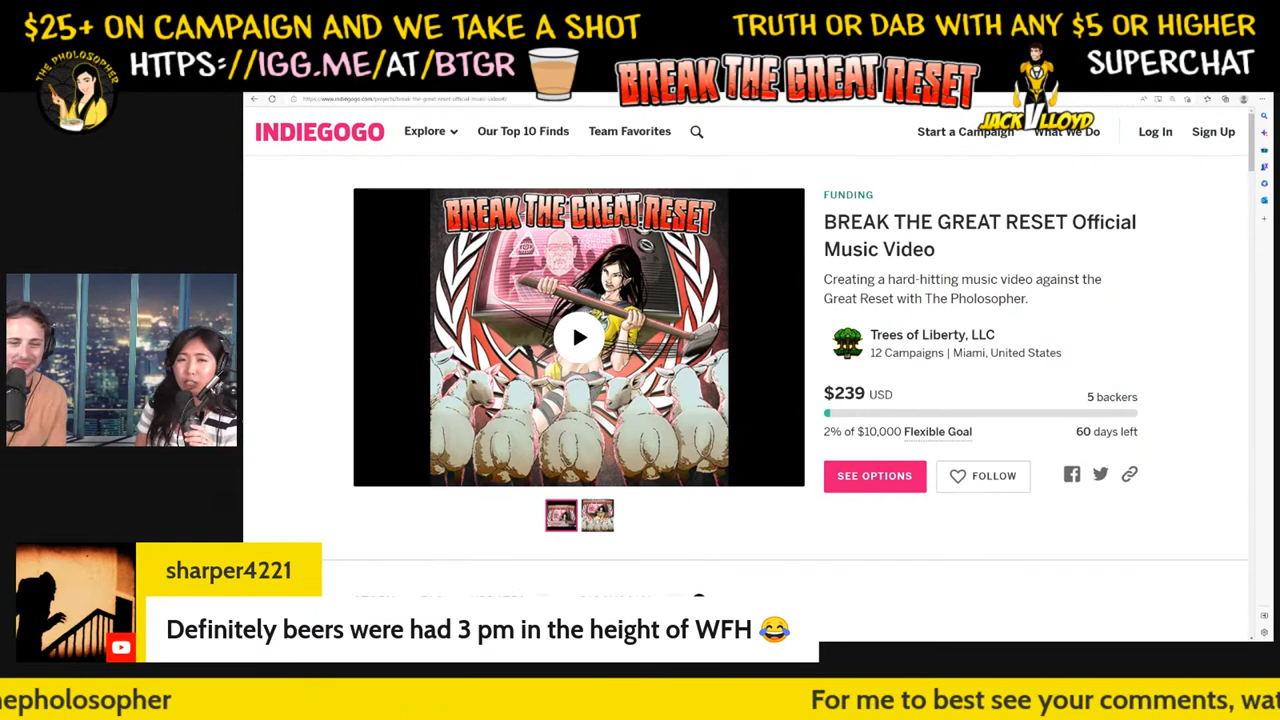 $25+ ON CAMPAIGN AND WE TAKE A SHOT
HTTPS://IGG.ME/AT/BTGR
THE PHOLOSOPHER
BREAK THE GREAT RESET
TRUTH OR DAB WITH ANY $5 OR HIGHER
SUPERCHAT
JACK V LLOYD
INDIEGOGO
Explore
Our Top 10 Finds
Team Favorites
Start a Campaign
What We Do
Log In
Sign Up
BREAK THE GREAT RESET
FUNDING
BREAK THE GREAT RESET Official
Music Video
Creating a hard-hitting music video against the
Great Reset with The Pholosopher.
Trees of Liberty, LLC
12 Campaigns | Miami, United States
$239 USD
5 backers
2% of $10,000 Flexible Goal
60 days left
SEE OPTIONS
FOLLOW
sharper4221
Definitely beers were had 3 pm in the height of WFH 😂
nepholosopher
For me to best see your comments, wat